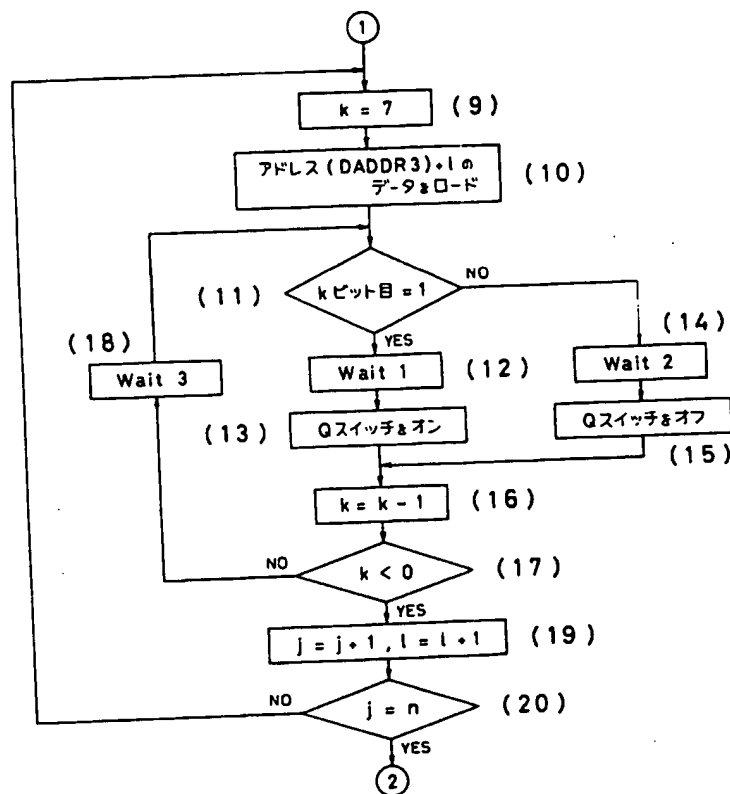 1
k = 7 (9)
アドレス(DADDR3)+lの
データをロード (10)
(11) kビット目=1 NO
YES
(18) (14)
Wait 3 Wait 1 (12) Wait 2
(13) Qスイッチをオン Qスイッチをオフ
(15)
k = k - 1 (16)
NO k < 0 (17)
YES
j = j + 1 , l = l + 1 (19)
NO j = n (20)
YES
2